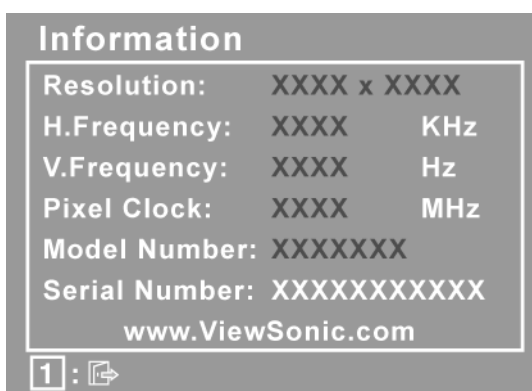 Information
Resolution: XXXX x XXXX
H.Frequency: XXXX KHz
V.Frequency: XXXX Hz
Pixel Clock: XXXX MHz
Model Number: XXXXXXX
Serial Number: XXXXXXXXXXX
www.ViewSonic.com
1 :